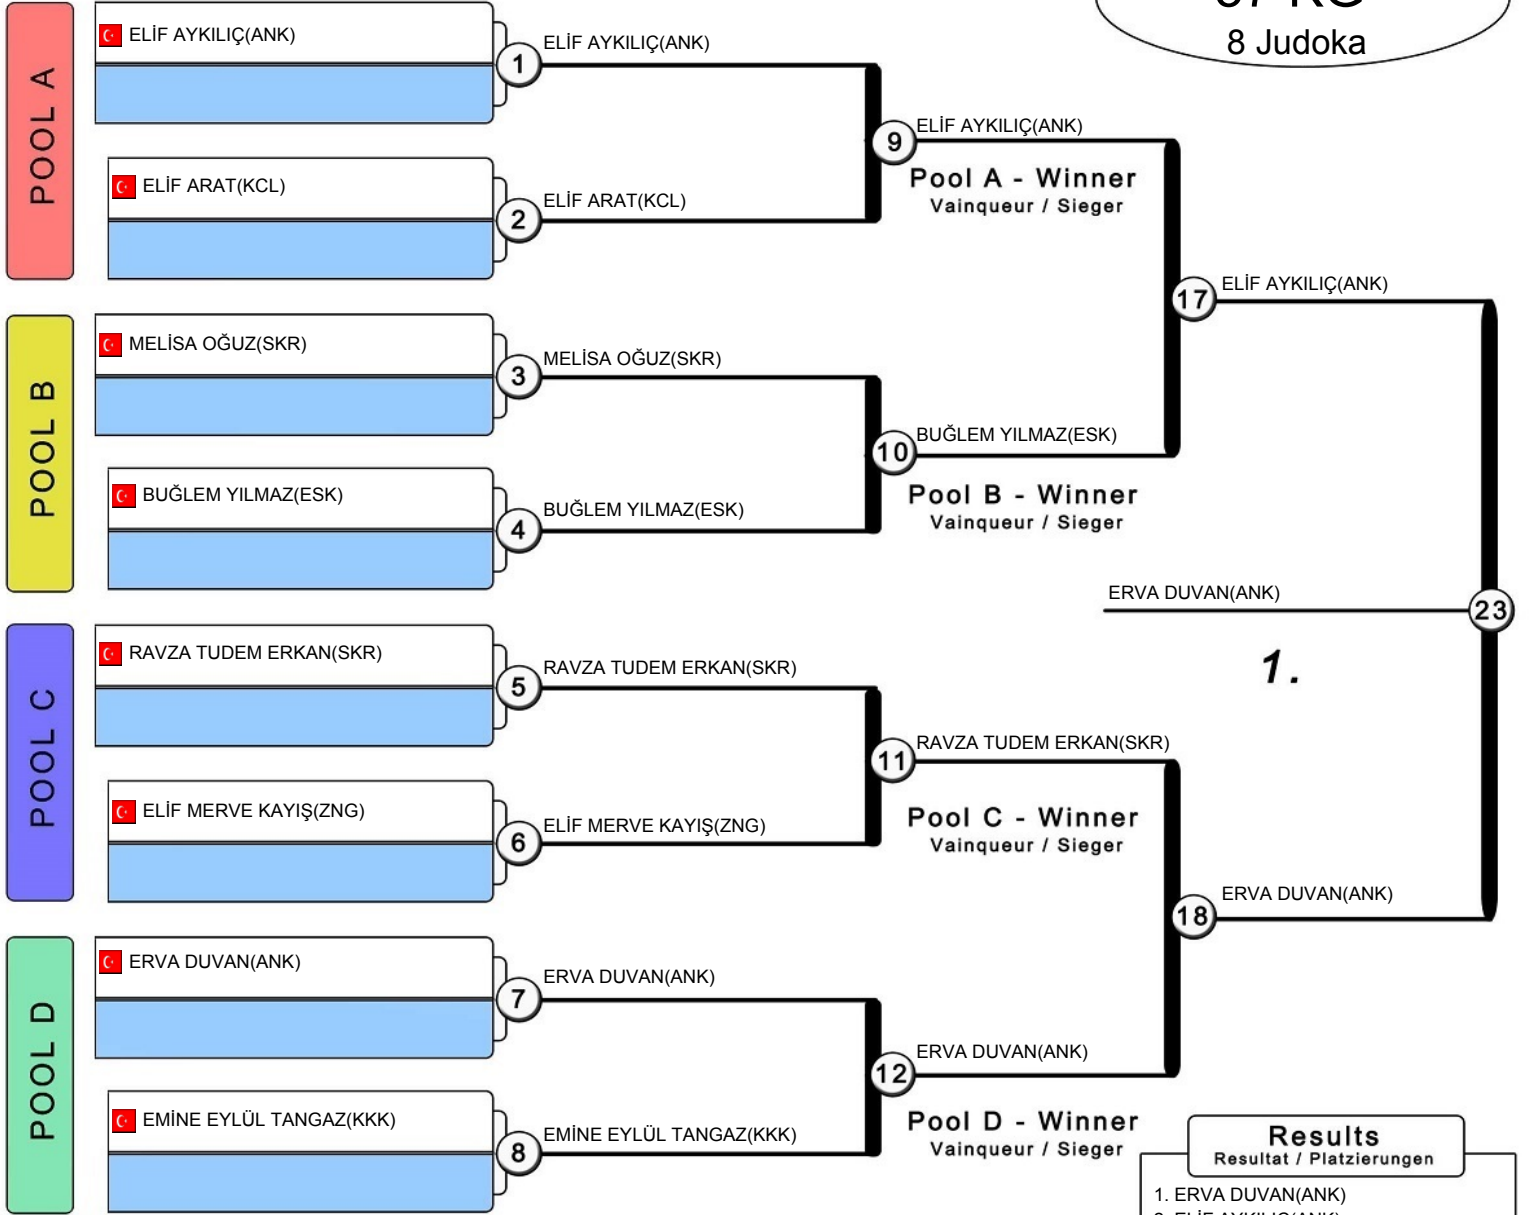 8 Judoka
POOL A
ELİF AYKILIÇ(ANK)
1
ELİF AYKILIÇ(ANK)
ELİF ARAT(KCL)
2
ELİF ARAT(KCL)
9
ELİF AYKILIÇ(ANK)
Pool A - Winner
Vainqueur / Sieger
POOL B
MELİSA OĞUZ(SKR)
3
MELİSA OĞUZ(SKR)
BUĞLEM YILMAZ(ESK)
4
BUĞLEM YILMAZ(ESK)
10
BUĞLEM YILMAZ(ESK)
Pool B - Winner
Vainqueur / Sieger
17
ELİF AYKILIÇ(ANK)
POOL C
RAVZA TUDEM ERKAN(SKR)
5
RAVZA TUDEM ERKAN(SKR)
ELİF MERVE KAYIŞ(ZNG)
6
ELİF MERVE KAYIŞ(ZNG)
11
RAVZA TUDEM ERKAN(SKR)
Pool C - Winner
Vainqueur / Sieger
POOL D
ERVA DUVAN(ANK)
7
ERVA DUVAN(ANK)
EMİNE EYLÜL TANGAZ(KKK)
8
EMİNE EYLÜL TANGAZ(KKK)
12
ERVA DUVAN(ANK)
Pool D - Winner
Vainqueur / Sieger
18
ERVA DUVAN(ANK)
ERVA DUVAN(ANK)
23
1.
Results
Resultat / Platzierungen
1. ERVA DUVAN(ANK)